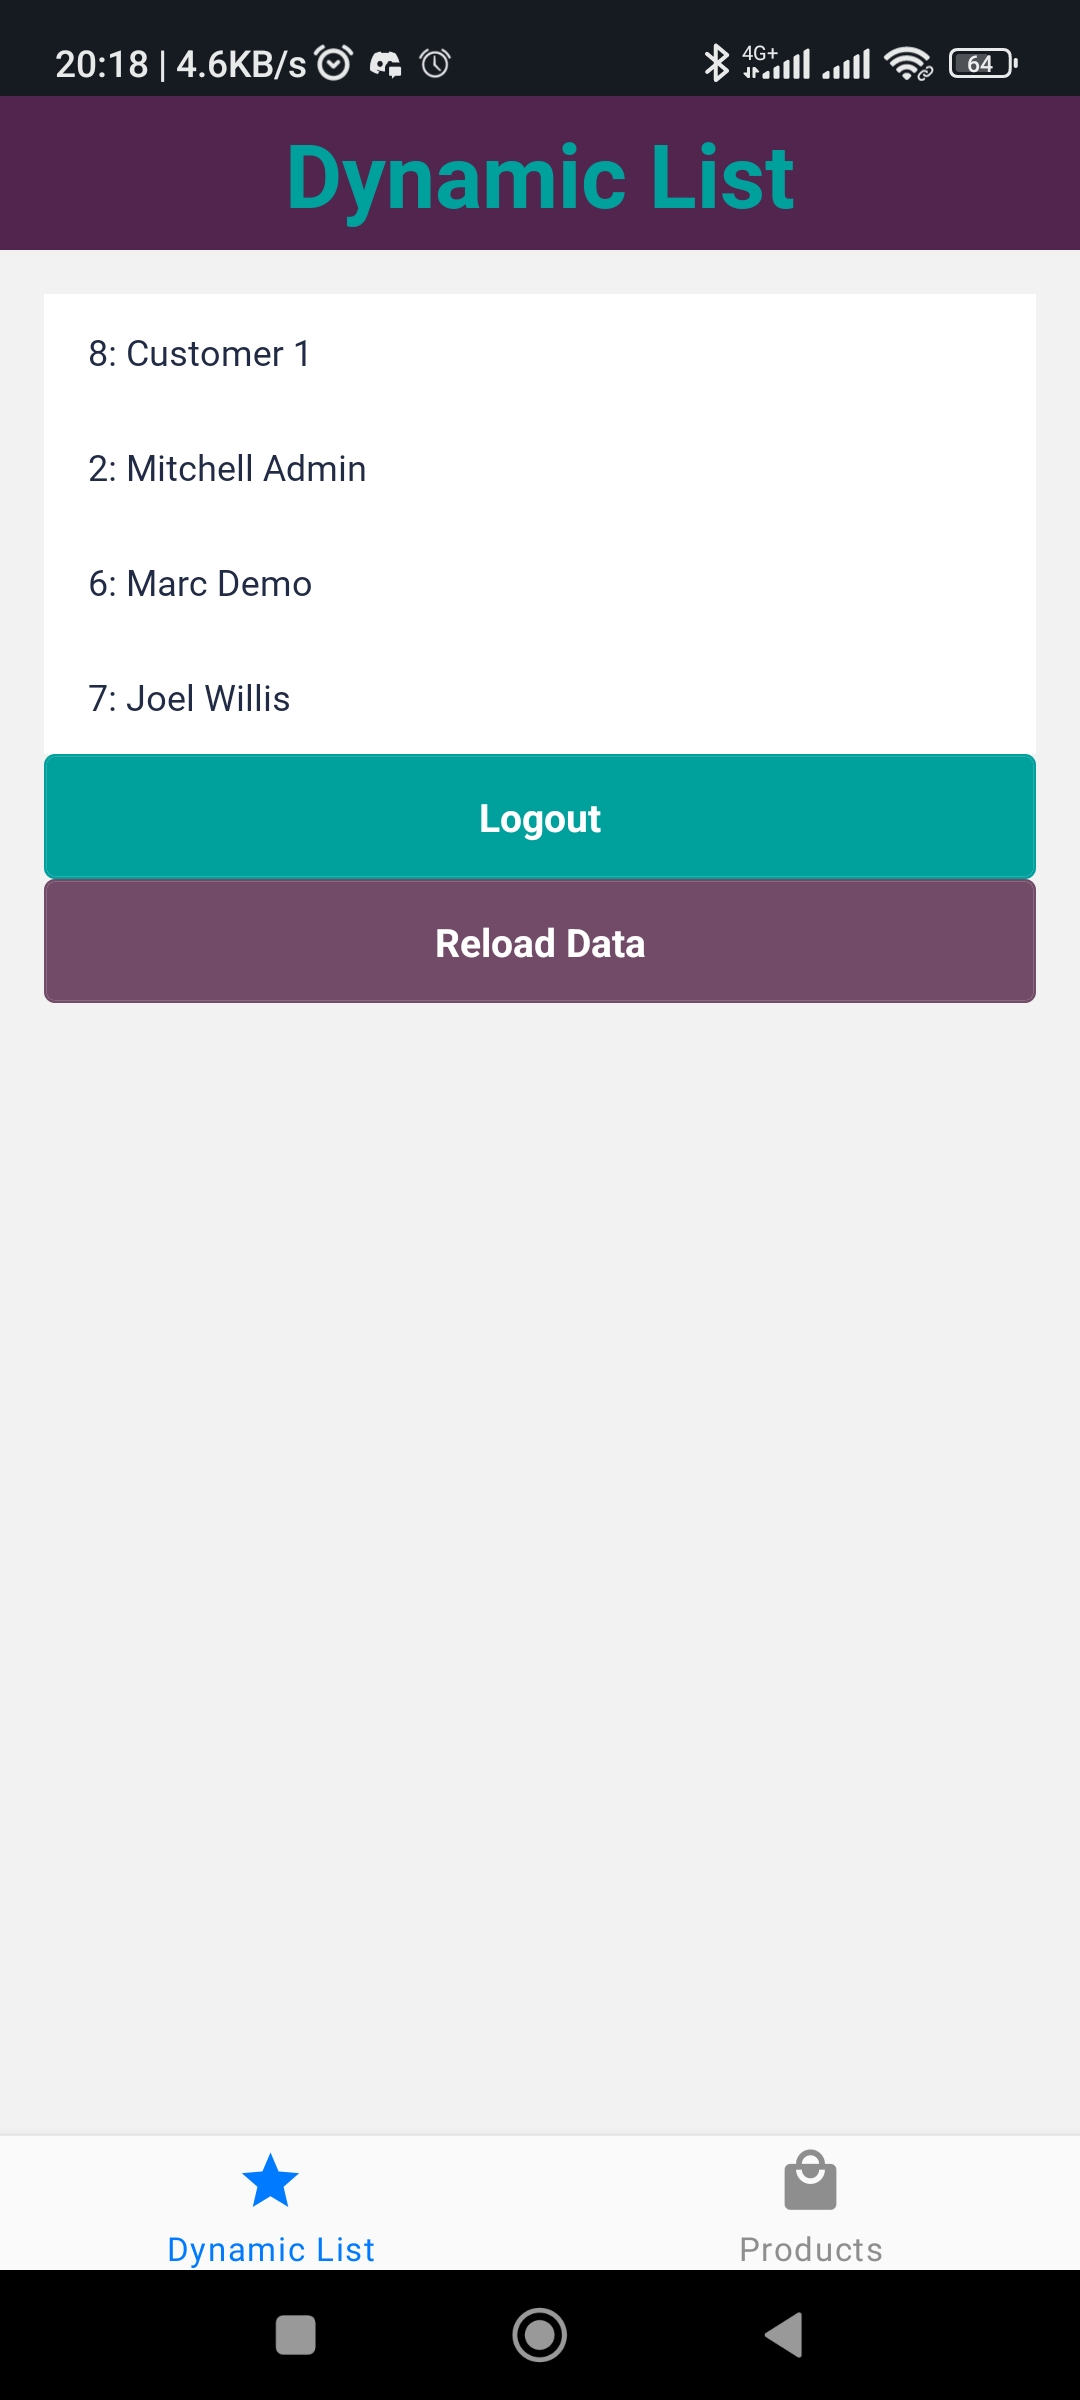 20:18 | 4.6KB/s 4G+ 64
Dynamic List
8: Customer 1
2: Mitchell Admin
6: Marc Demo
7: Joel Willis
Logout
Reload Data
Dynamic List Products